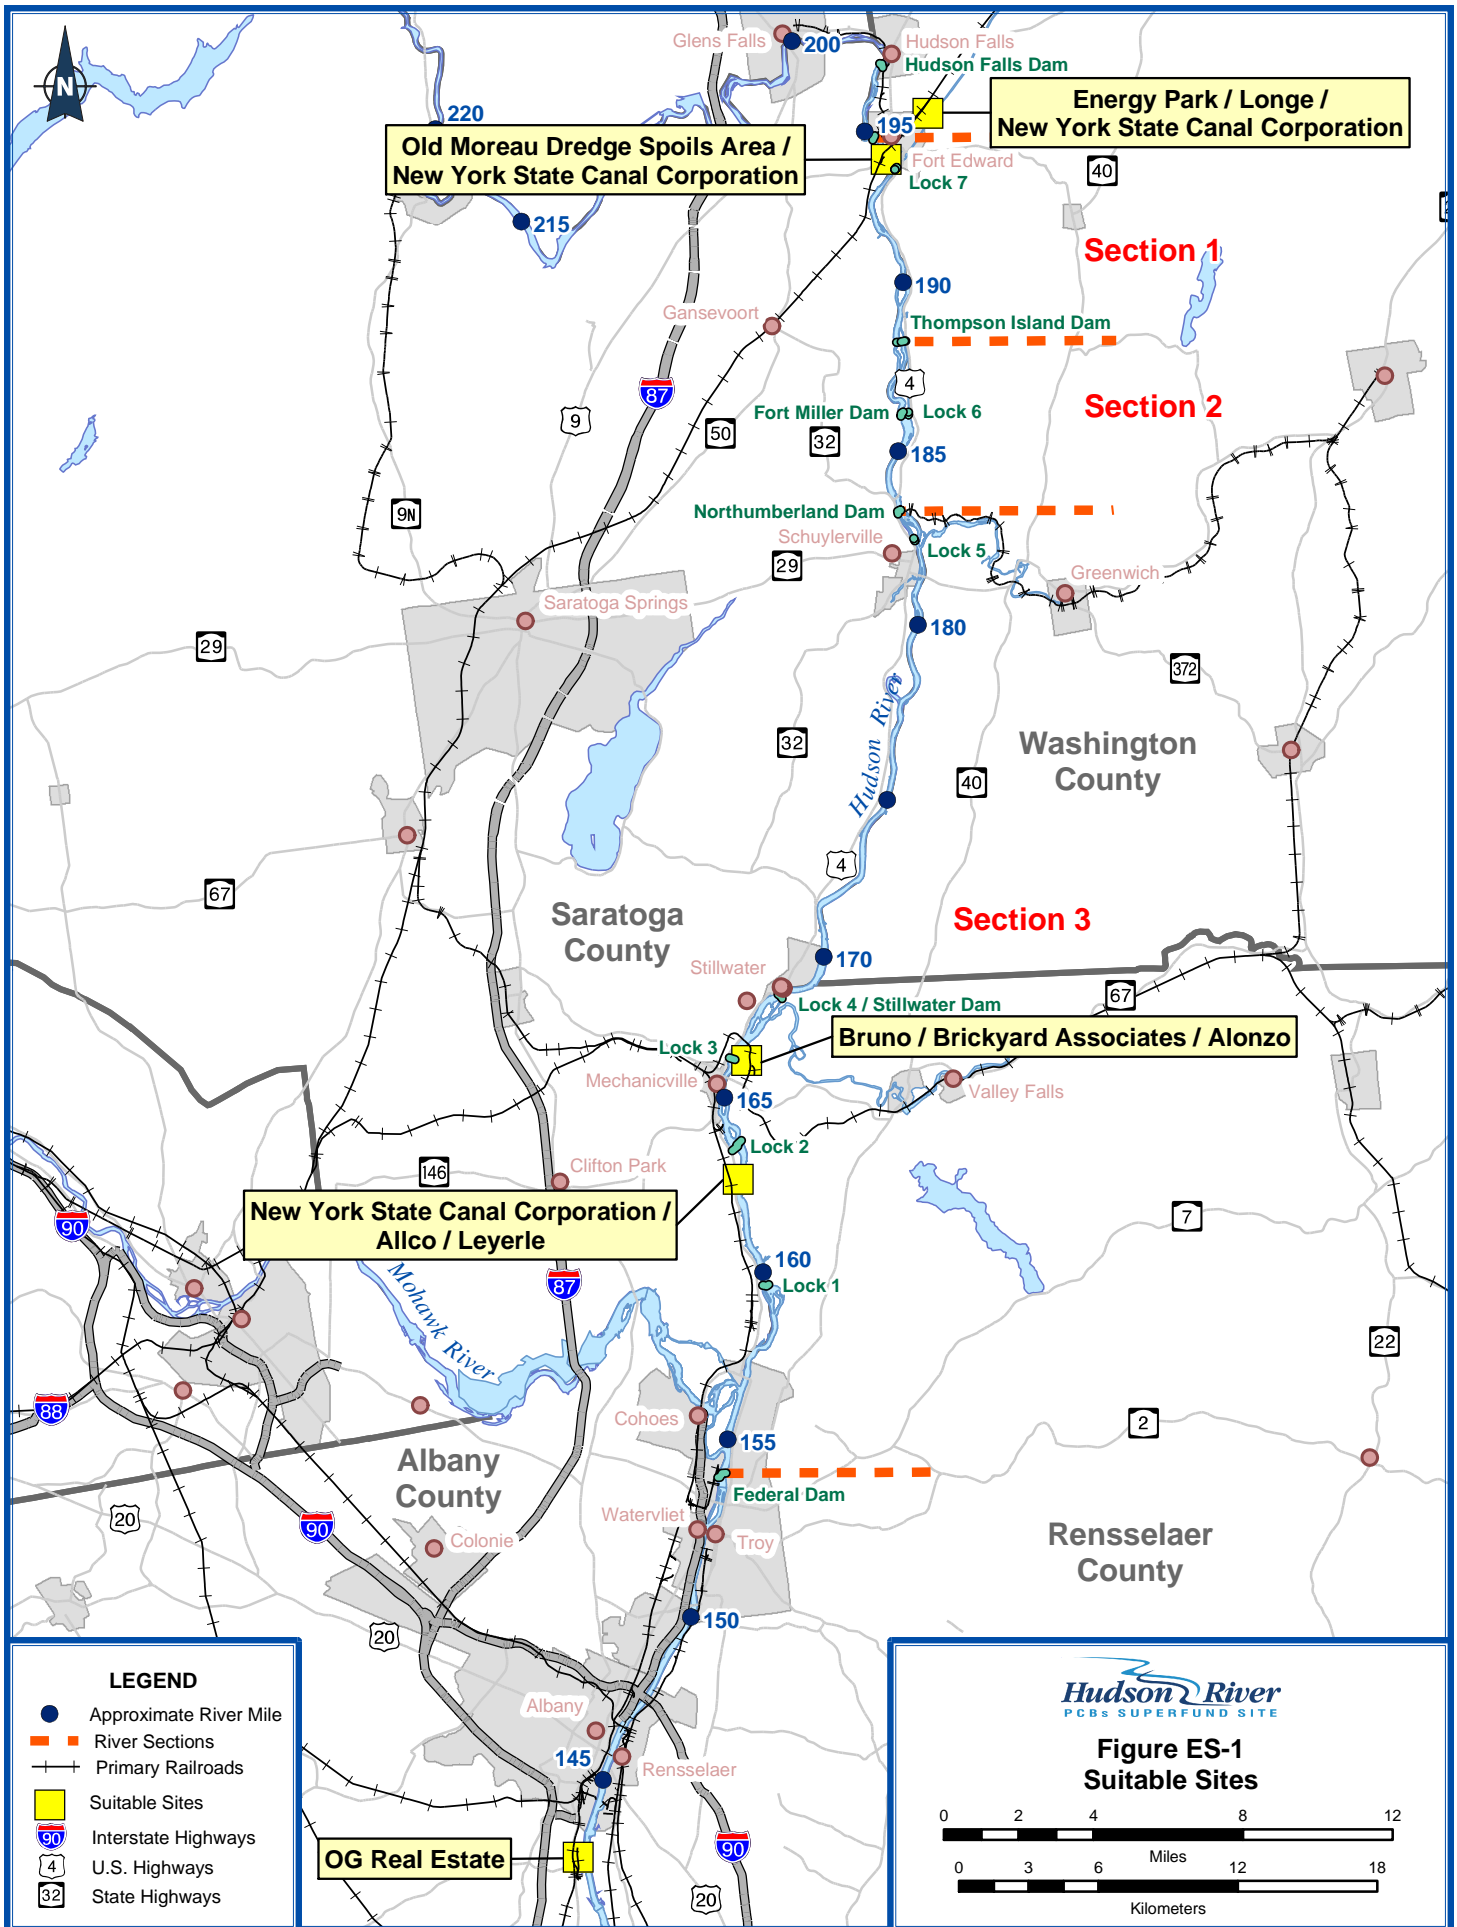 Glens Falls
200
Hudson Falls
Hudson Falls Dam
N
220
Energy Park / Longe /
New York State Canal Corporation
195
Old Moreau Dredge Spoils Area /
New York State Canal Corporation
Fort Edward
Lock 7
40
215
Section 1
190
Gansevoort
Thompson Island Dam
87
4
9
Fort Miller Dam
Lock 6
Section 2
50
32
185
9N
Northumberland Dam
Schuylerville
Lock 5
29
Greenwich
Saratoga Springs
180
29
372
Hudson River
32
Washington
County
40
4
67
Saratoga
County
Section 3
170
Stillwater
67
Lock 4 / Stillwater Dam
Bruno / Brickyard Associates / Alonzo
Lock 3
Mechanicville
Valley Falls
165
Lock 2
146
Clifton Park
New York State Canal Corporation /
Allco / Leyerle
90
7
160
Lock 1
87
Mohawk River
22
88
Cohoes
2
155
Albany
County
Federal Dam
20
90
Watervliet
Troy
Colonie
Rensselaer
County
150
20
Albany
145
Rensselaer
OG Real Estate
90
20
LEGEND
Approximate River Mile
River Sections
Primary Railroads
Suitable Sites
90 Interstate Highways
4 U.S. Highways
32 State Highways
Hudson River
PCBs SUPERFUND SITE
Figure ES-1
Suitable Sites
0 2 4 8 12
Miles
0 3 6 12 18
Kilometers